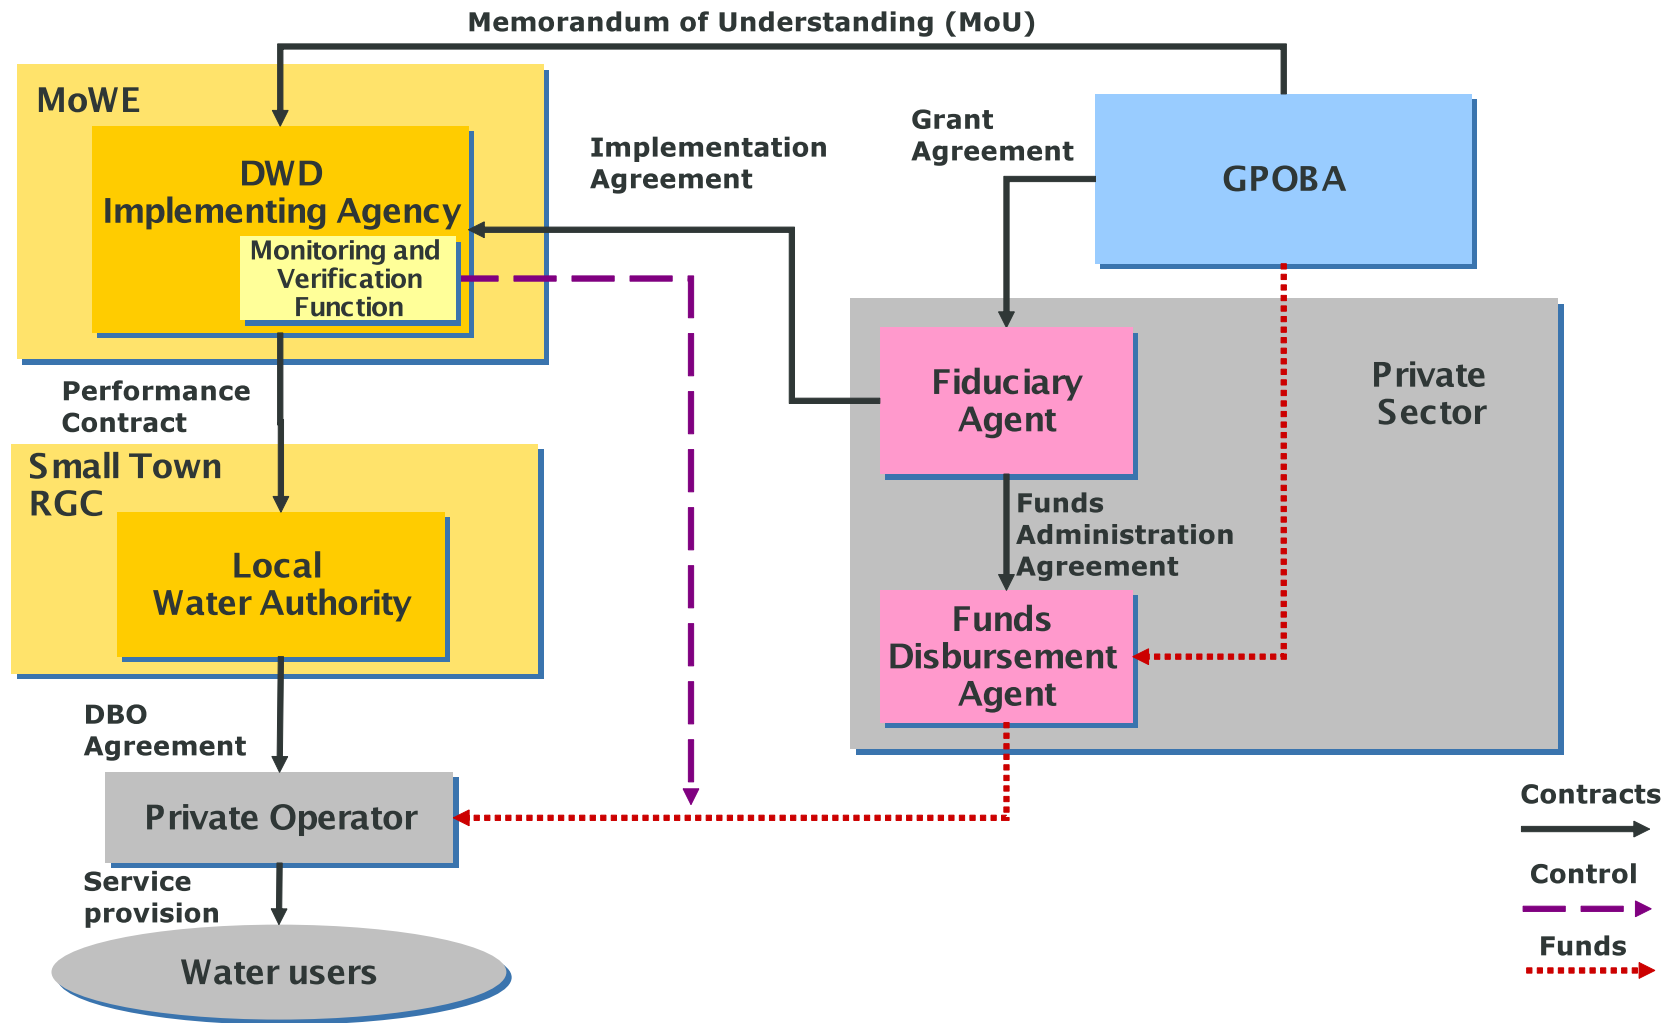 Memorandum of Understanding (MoU)
MoWE
DWD
Implementing Agency
Monitoring and
Verification
Function
Implementation
Agreement
Grant
Agreement
GPOBA
Private
Sector
Fiduciary
Agent
Performance
Contract
Small Town
RGC
Local
Water Authority
Funds
Administration
Agreement
Funds
Disbursement
Agent
DBO
Agreement
Private Operator
Service
provision
Water users
Contracts
Control
Funds